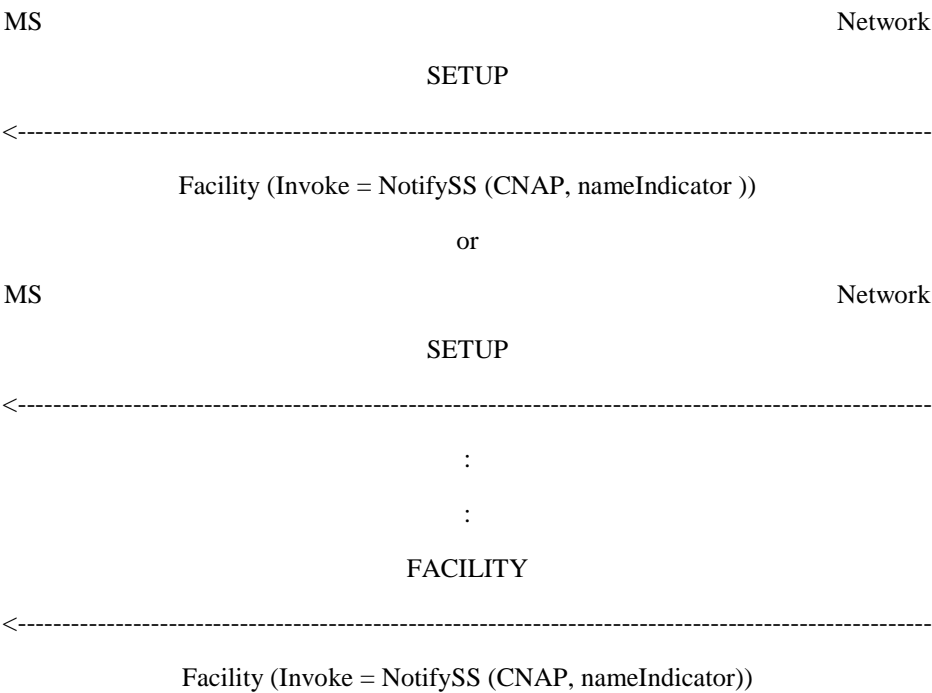 MS Network
SETUP
<----------------------------------------------------------------------------------------------------------
Facility (Invoke = NotifySS (CNAP, nameIndicator ))
or
MS Network
SETUP
<----------------------------------------------------------------------------------------------------------
:
:
FACILITY
<----------------------------------------------------------------------------------------------------------
Facility (Invoke = NotifySS (CNAP, nameIndicator))